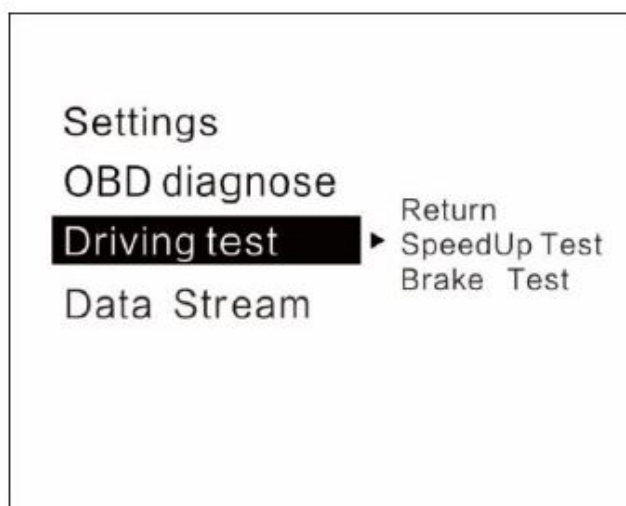 Settings
OBD diagnose
Driving test
Data Stream
Return
SpeedUp Test
Brake Test